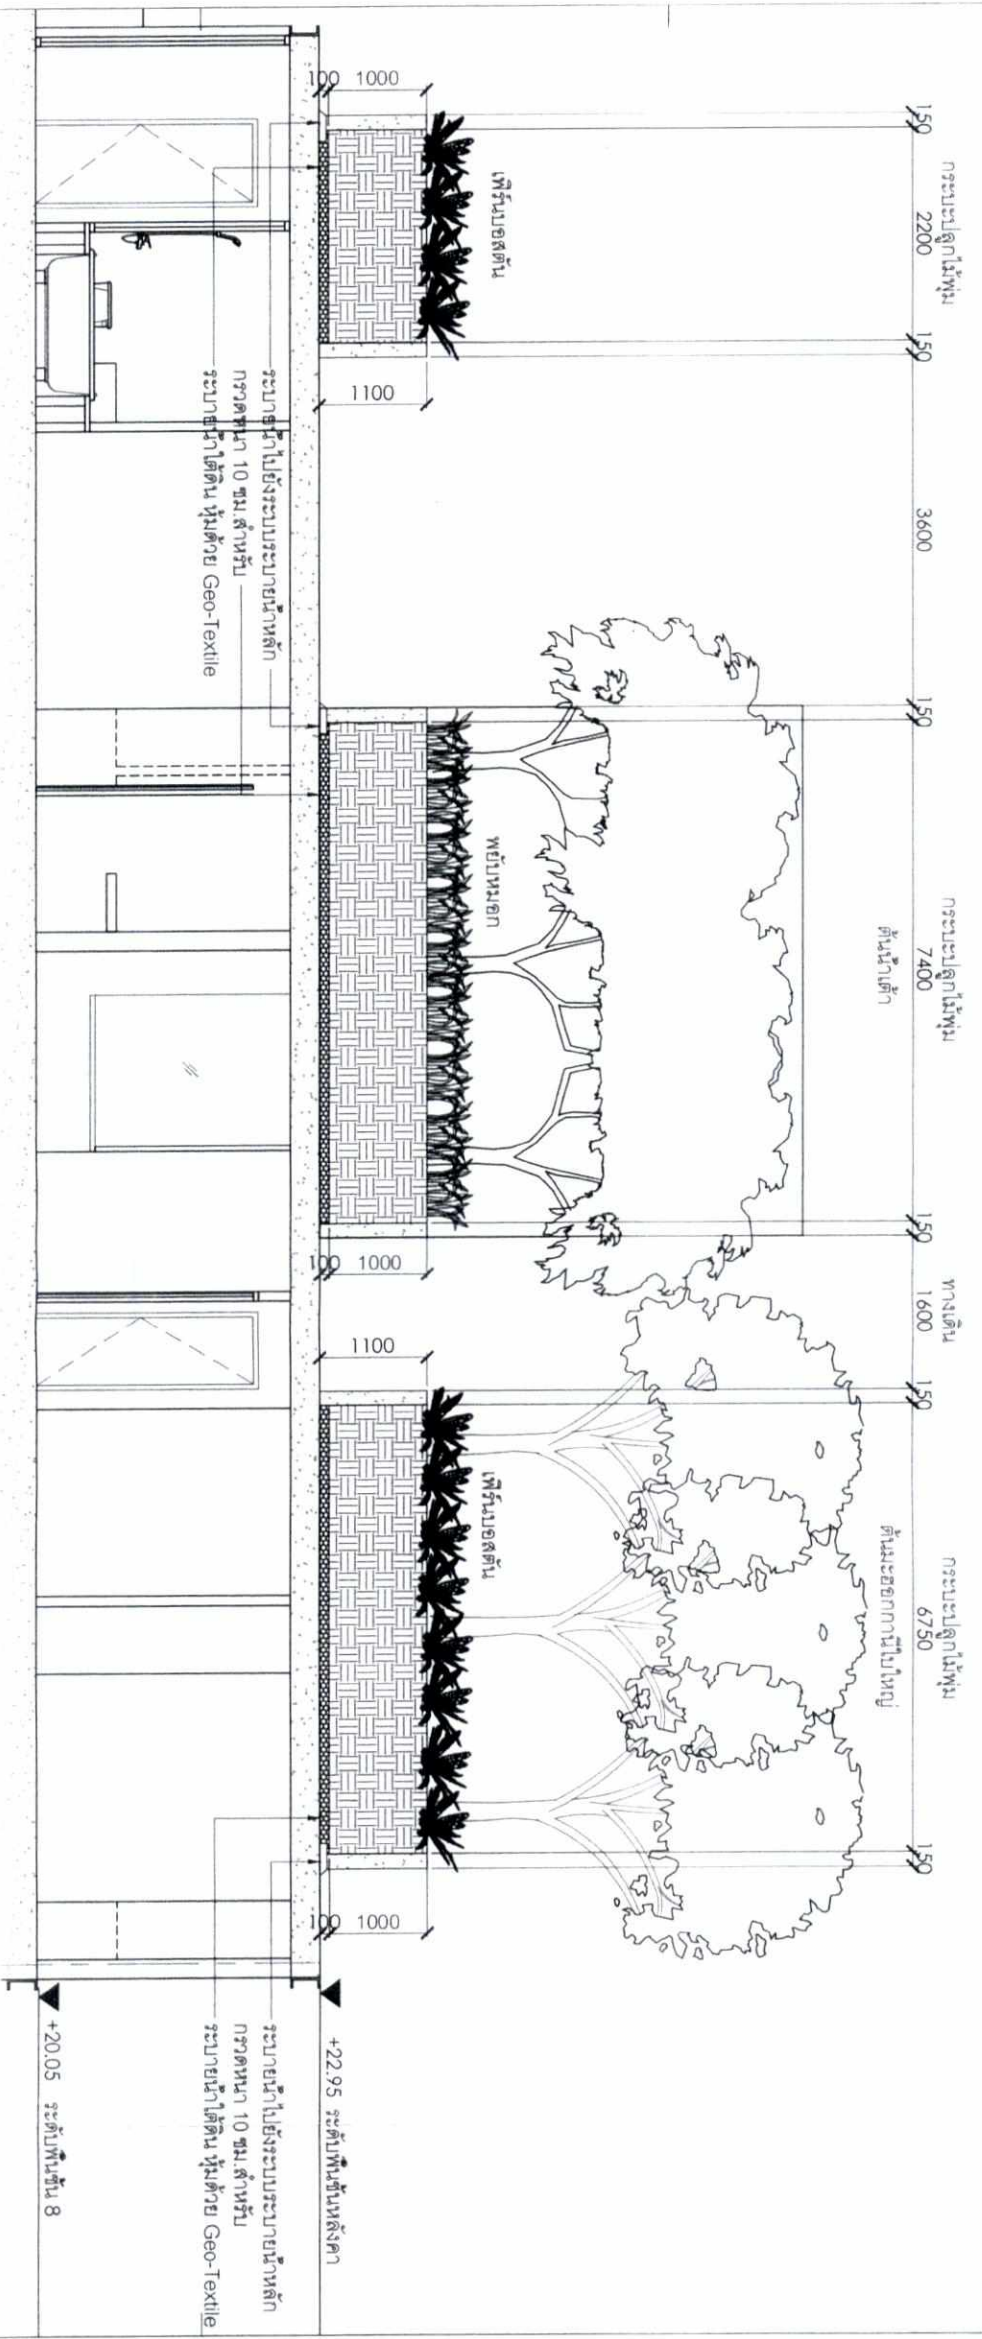 กระบะปลูกไม้พุ่ม
กระบะปลูกไม้พุ่ม
กระบะปลูกไม้พุ่ม
150 2200 150 3600 150 7400 150 1600 150 6750 150
ทางเดิน
ต้นน้ำเต้า
ต้นมะฮอกกานีใบใหญ่
เฟิร์นบอสตัน
พยับหมอก
เฟิร์นบอสตัน
100 1000
1100
100 1000
1100
100 1000
ระบายน้ำไปยังระบบระบายน้ำหลัก
กรวดหนา 10 ซม.สำหรับ
ระบายน้ำใต้ดิน หุ้มด้วย Geo-Textile
+22.95 ระดับพื้นชั้นหลังคา
ระบายน้ำไปยังระบบระบายน้ำหลัก
กรวดหนา 10 ซม.สำหรับ
ระบายน้ำใต้ดิน หุ้มด้วย Geo-Textile
+20.05 ระดับพื้นชั้น 8